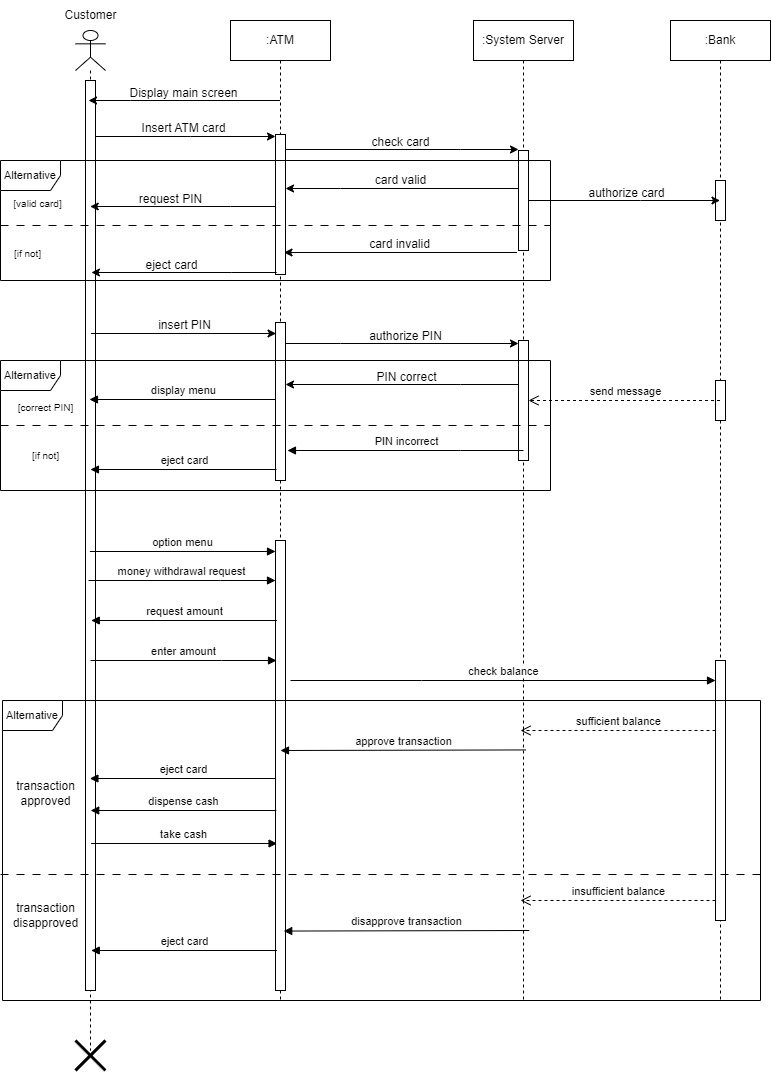 Customer
:ATM
:System Server
:Bank
Display main screen
Insert ATM card
check card
Alternative
card valid
[valid card]
request PIN
authorize card
[if not]
card invalid
eject card
insert PIN
authorize PIN
Alternative
PIN correct
display menu
send message
[correct PIN]
PIN incorrect
[if not]
eject card
option menu
money withdrawal request
request amount
enter amount
check balance
Alternative
sufficient balance
approve transaction
eject card
transaction
approved
dispense cash
take cash
insufficient balance
transaction
disapproved
disapprove transaction
eject card